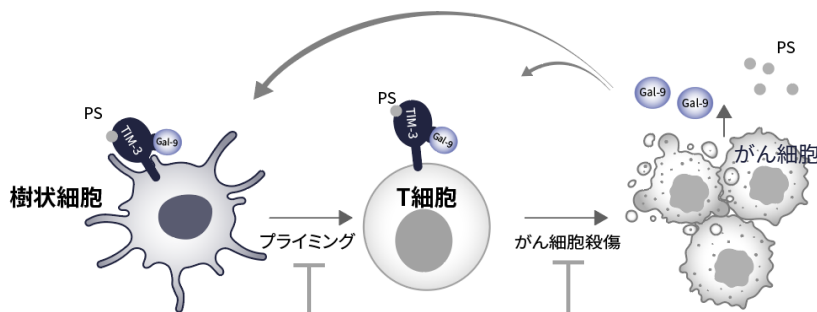 PS
TIM-3
Gal-9
樹状細胞
プライミング
PS
TIM-3
Gal-9
T細胞
がん細胞殺傷
Gal-9
Gal-9
PS
がん細胞